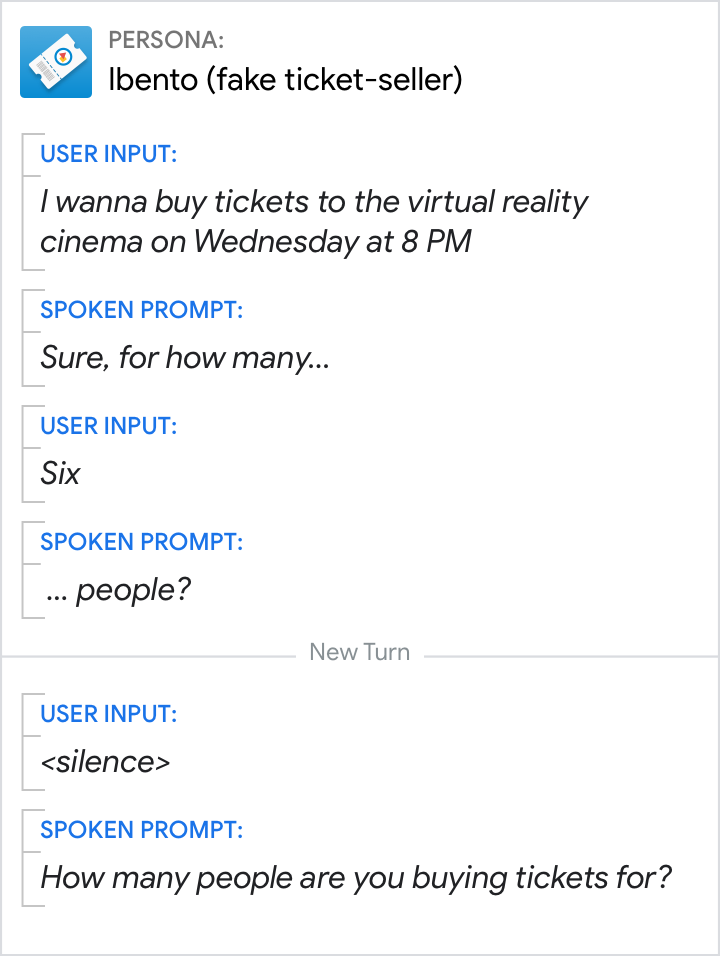 PERSONA:
Ibento (fake ticket-seller)
USER INPUT:
I wanna buy tickets to the virtual reality
cinema on Wednesday at 8 PM
SPOKEN PROMPT:
Sure, for how many...
USER INPUT:
Six
SPOKEN PROMPT:
... people?
New Turn
USER INPUT:
<silence>
SPOKEN PROMPT:
How many people are you buying tickets for?